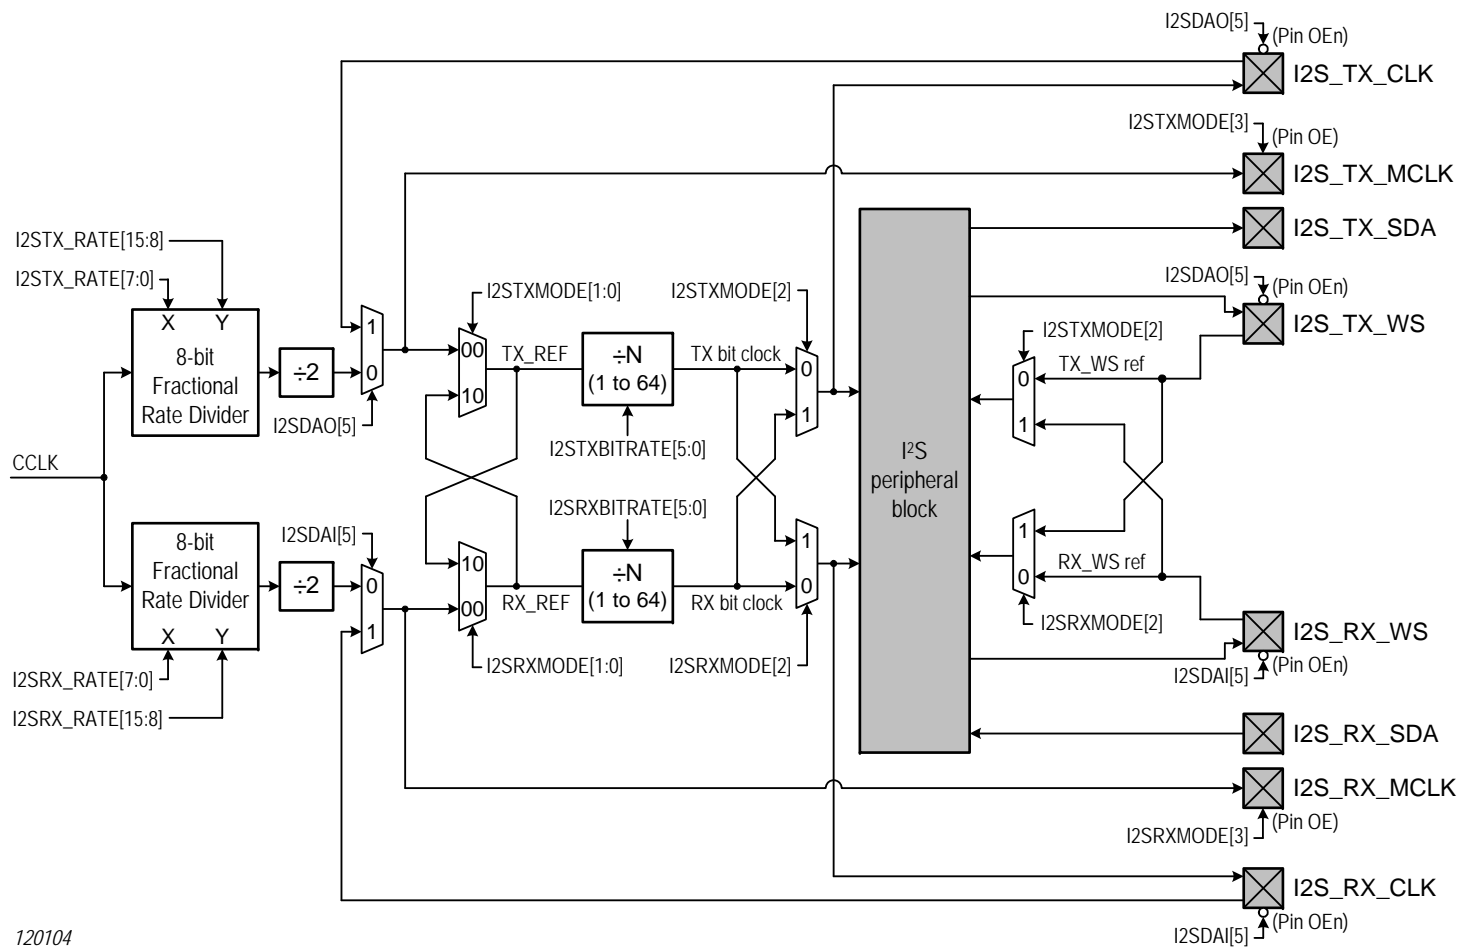 I2SDAO[5]
(Pin OEn)
I2S_TX_CLK
I2STXMODE[3]
(Pin OE)
I2S_TX_MCLK
I2S_TX_SDA
I2STX_RATE[15:8]
I2STX_RATE[7:0]
I2SDAO[5]
(Pin OEn)
I2S_TX_WS
I2STXMODE[1:0]
I2STXMODE[2]
X Y
8-bit
Fractional
Rate Divider
÷2
1
0
I2SDAO[5]
00
10
TX_REF
÷N
(1 to 64)
TX bit clock
0
1
I2STXBITRATE[5:0]
I2STXMODE[2]
0
1
TX_WS ref
CCLK
I²S
peripheral
block
I2SRXBITRATE[5:0]
8-bit
Fractional
Rate Divider
X Y
÷2
I2SDAI[5]
0
1
10
00
RX_REF
÷N
(1 to 64)
RX bit clock
1
0
1
0
RX_WS ref
I2SRXMODE[2]
I2S_RX_WS
(Pin OEn)
I2SDAI[5]
I2SRX_RATE[7:0]
I2SRX_RATE[15:8]
I2SRXMODE[1:0]
I2SRXMODE[2]
I2S_RX_SDA
I2S_RX_MCLK
(Pin OE)
I2SRXMODE[3]
I2S_RX_CLK
(Pin OEn)
I2SDAI[5]
120104